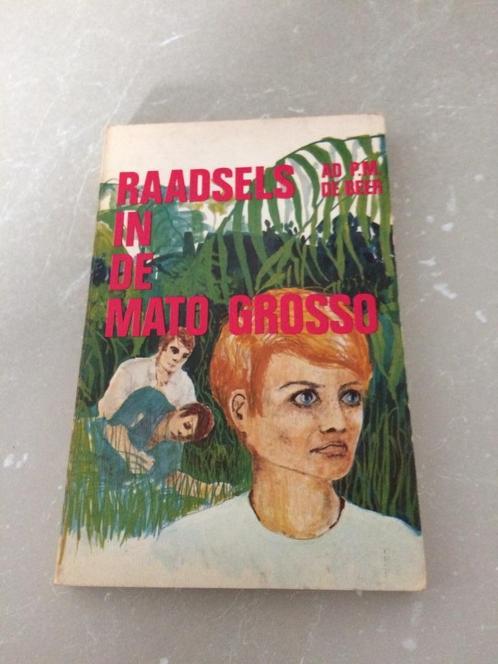 RAADSELS
IN
DE
MATO GROSSO
AD P.M.
DE BEER